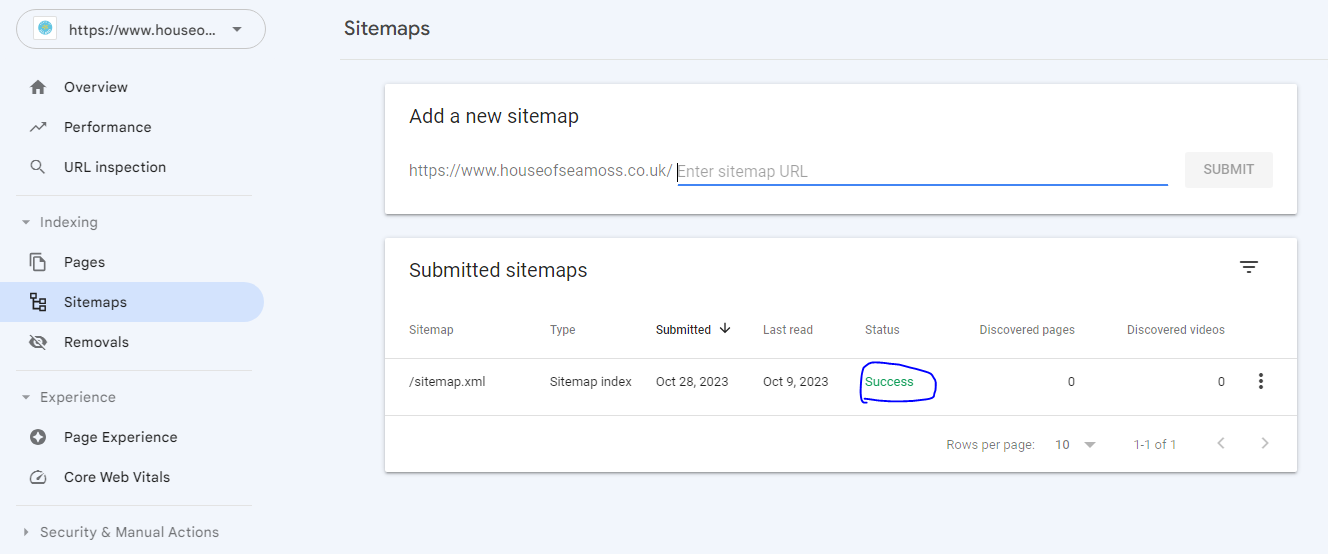 https://www.houseo...
Sitemaps
Overview
Performance
URL inspection
Indexing
Pages
Sitemaps
Removals
Experience
Page Experience
Core Web Vitals
Security & Manual Actions
Add a new sitemap
https://www.houseofseamoss.co.uk/ Enter sitemap URL SUBMIT
Submitted sitemaps
Sitemap Type Submitted Last read Status Discovered pages Discovered videos
/sitemap.xml Sitemap index Oct 28, 2023 Oct 9, 2023 Success 0 0
Rows per page: 10 1-1 of 1